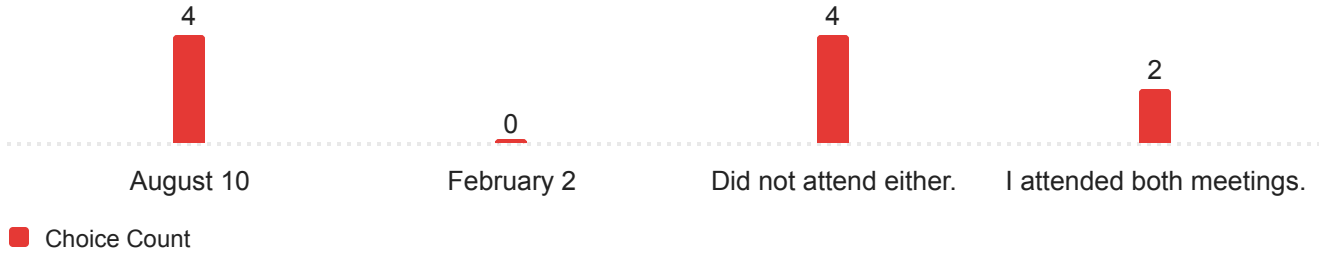 4
0
4
2
August 10
February 2
Did not attend either.
I attended both meetings.
Choice Count